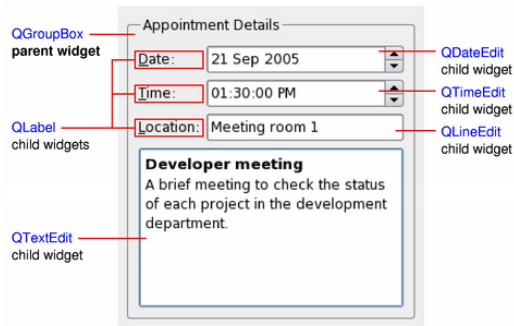 Appointment Details
QGroupBox
parent widget
Date:
21 Sep 2005
QDateEdit
child widget
Time:
01:30:00 PM
QTimeEdit
child widget
QLabel
child widgets
Location:
Meeting room 1
QLineEdit
child widget
Developer meeting
A brief meeting to check the status
of each project in the development
department.
QTextEdit
child widget